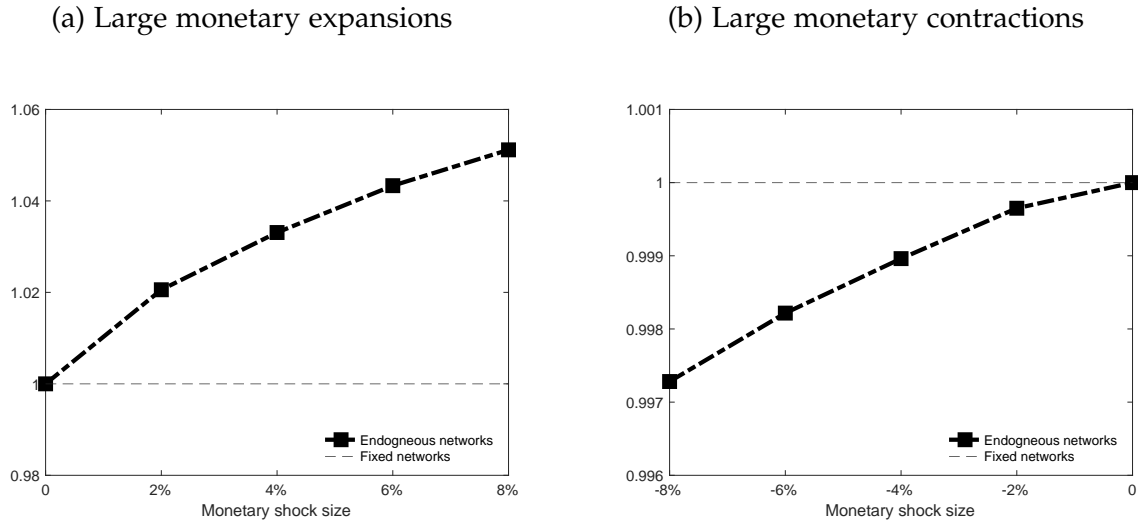 (a) Large monetary expansions
(b) Large monetary contractions
1.06
1.04
1.02
1
0.98
0
2%
4%
6%
8%
Monetary shock size
Endogneous networks
Fixed networks
1.001
1
0.999
0.998
0.997
0.996
-8%
-6%
-4%
-2%
0
Monetary shock size
Endogneous networks
Fixed networks